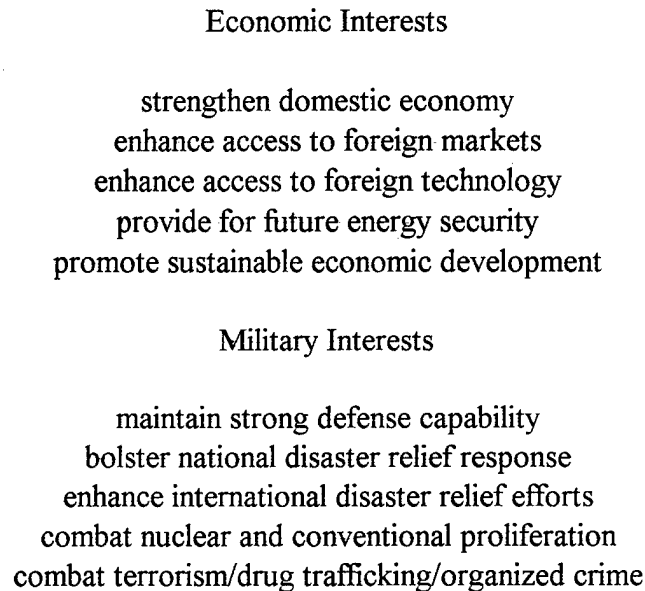 Economic Interests
strengthen domestic economy
enhance access to foreign markets
enhance access to foreign technology
provide for future energy security
promote sustainable economic development
Military Interests
maintain strong defense capability
bolster national disaster relief response
enhance international disaster relief efforts
combat nuclear and conventional proliferation
combat terrorism/drug trafficking/organized crime